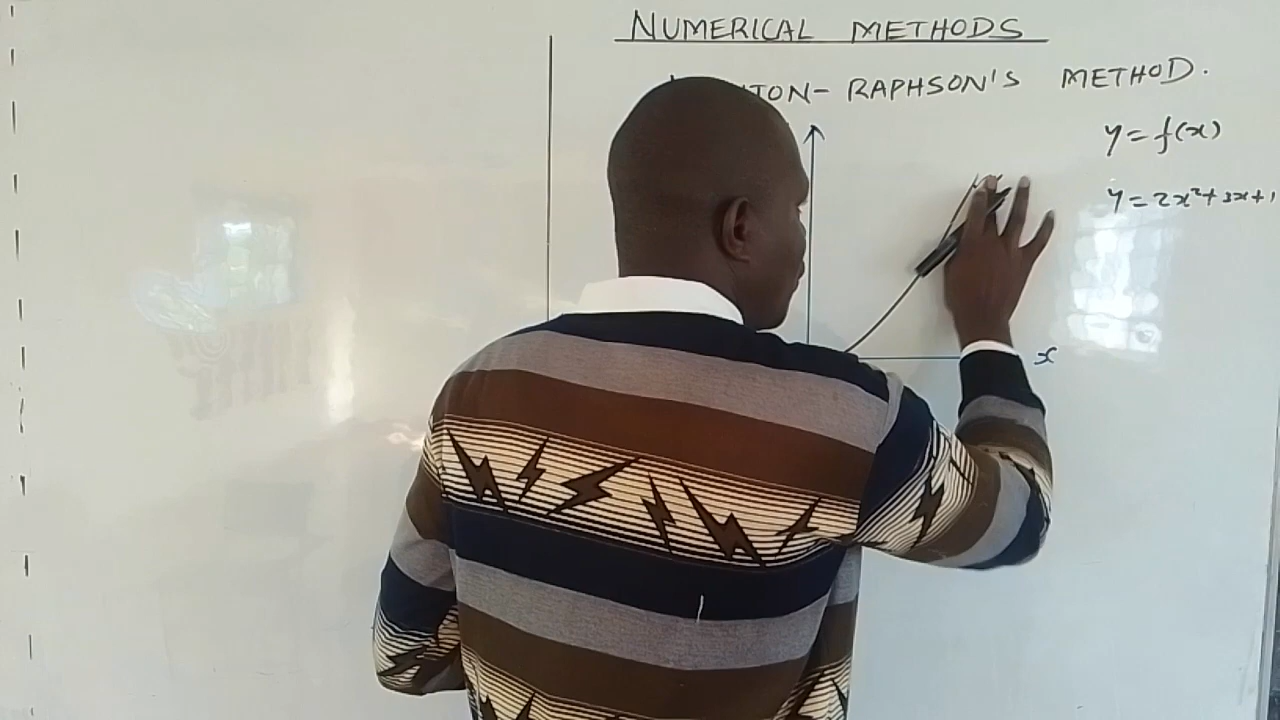 NUMERICAL METHODS
RAPHSON'S METHOD.
y = f(x)
y = 2x² + 3x + 1
x